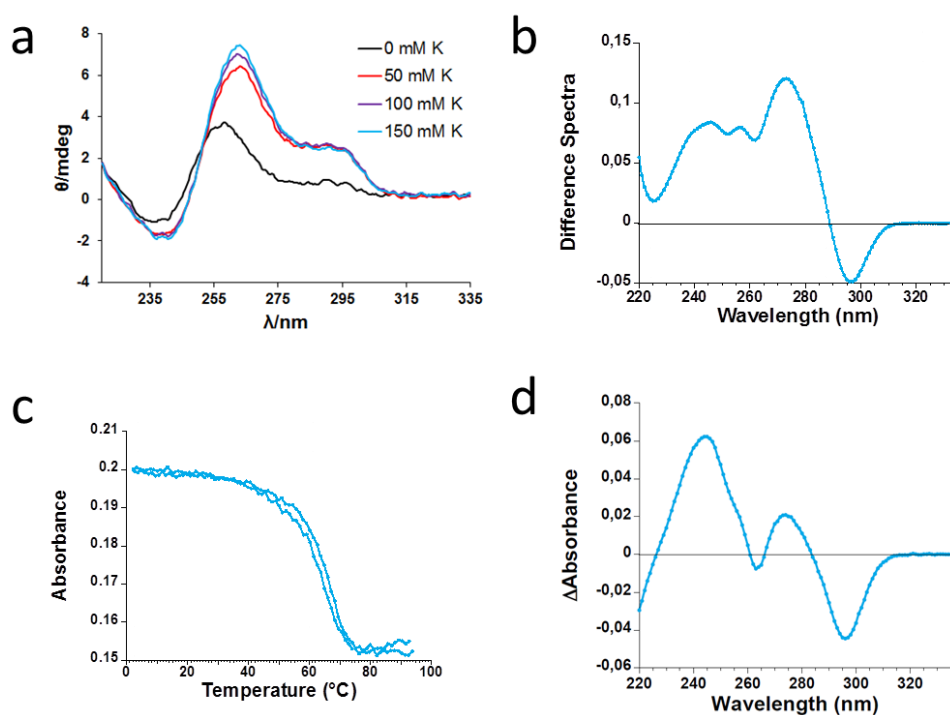 a
8
6
4
2
0
-2
-4
θ/mdeg
0 mM K
50 mM K
100 mM K
150 mM K
235 255 275 295 315 335
λ/nm
b
0,15
0,1
0,05
0
-0,05
Difference Spectra
220 240 260 280 300 320
Wavelength (nm)
c
0.21
0.2
0.19
0.18
0.17
0.16
0.15
Absorbance
0 20 40 60 80 100
Temperature (°C)
d
0,08
0,06
0,04
0,02
0
-0,02
-0,04
-0,06
ΔAbsorbance
220 240 260 280 300 320
Wavelength (nm)